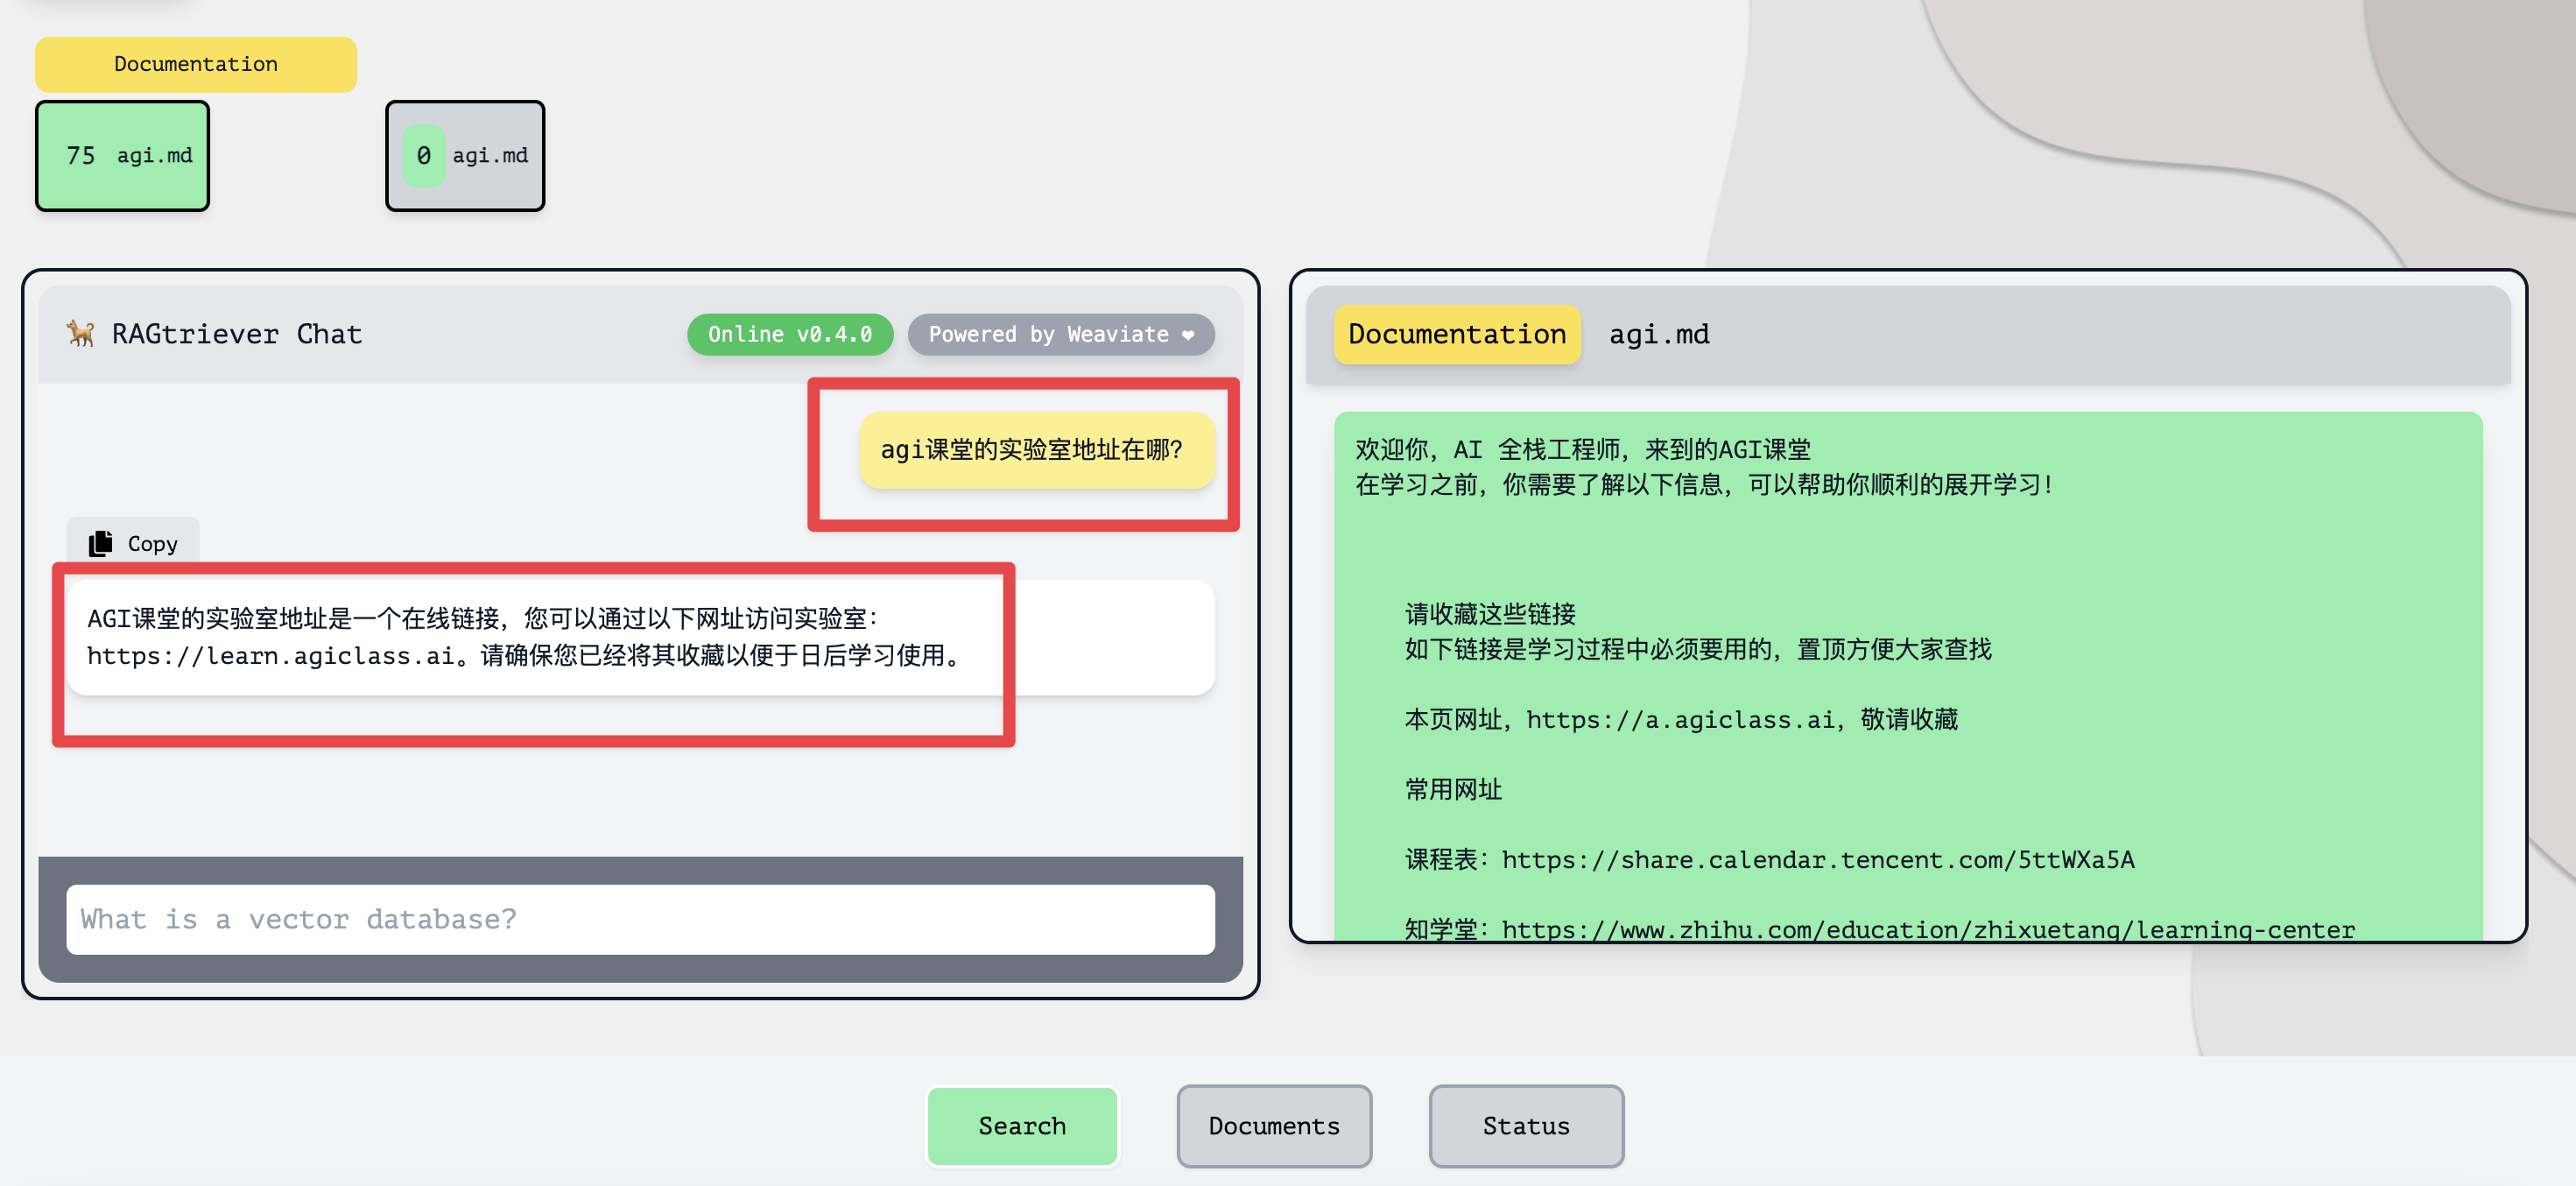 Documentation
75 agi.md
0 agi.md
RAGtriever Chat
Online v0.4.0
Powered by Weaviate ❤
agi课堂的实验室地址在哪?
Copy
AGI课堂的实验室地址是一个在线链接，您可以通过以下网址访问实验室：
https://learn.agiclass.ai。请确保您已经将其收藏以便于日后学习使用。
What is a vector database?
Documentation agi.md
欢迎你，AI 全栈工程师，来到的AGI课堂
在学习之前，你需要了解以下信息，可以帮助你顺利的展开学习！
请收藏这些链接
如下链接是学习过程中必须要用的，置顶方便大家查找
本页网址，https://a.agiclass.ai，敬请收藏
常用网址
课程表：https://share.calendar.tencent.com/5ttWXa5A
知学堂：https://www.zhihu.com/education/zhixuetang/learning-center
Search
Documents
Status